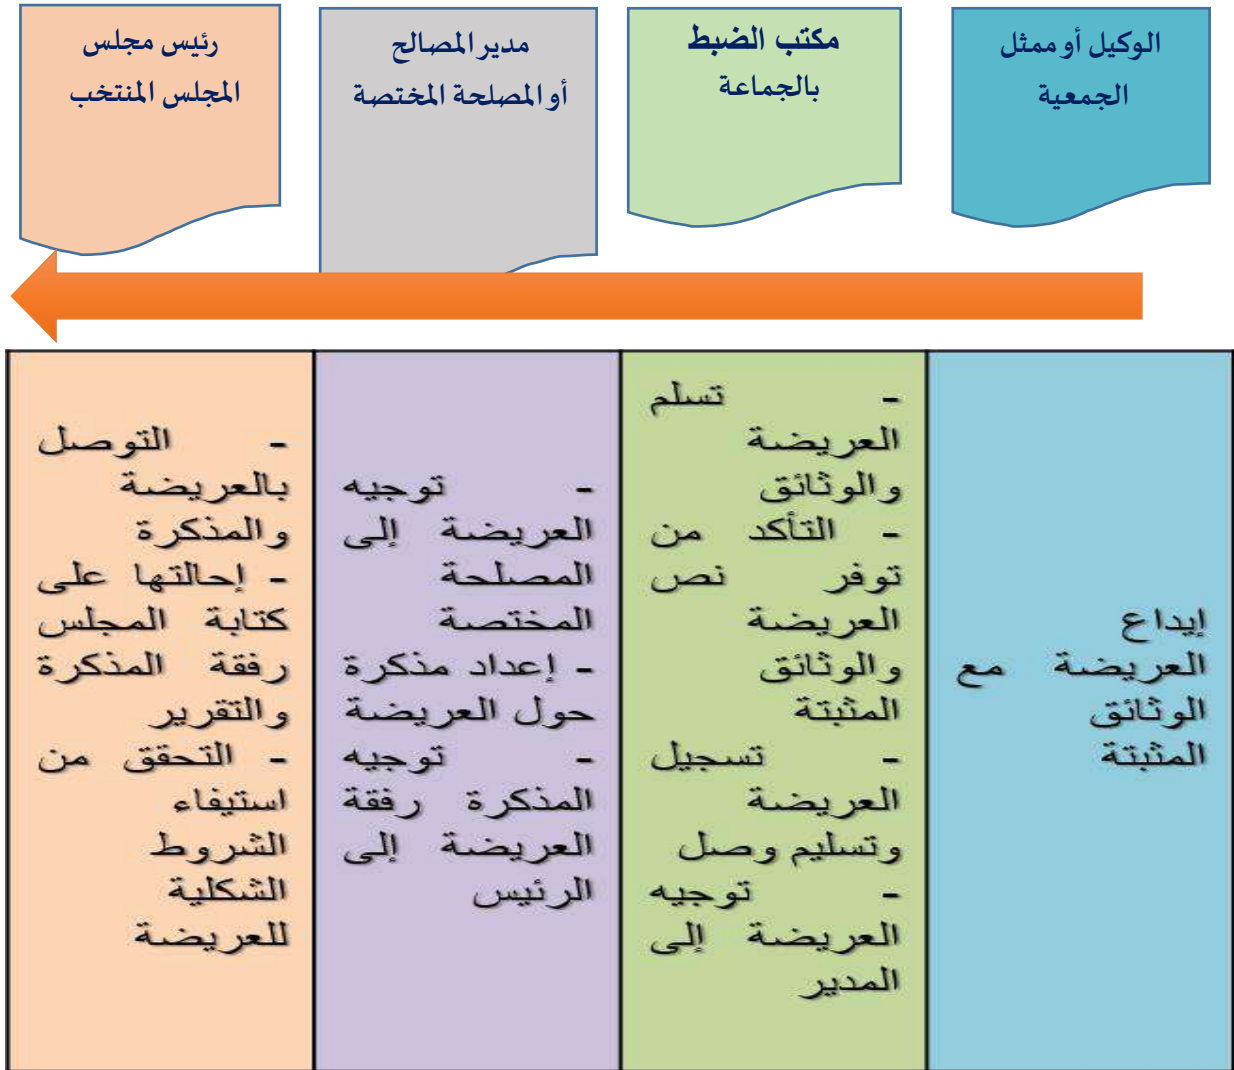 الوكيل أو ممثل
الجمعية
مكتب الضبط
بالجماعة
مدير المصالح
أو المصلحة المختصة
رئيس مجلس
المجلس المنتخب
إيداع
العريضة مع
الوثائق
المثبتة
- تسلم
العريضة
والوثائق
- التأكد من
توفر نص
العريضة
والوثائق
المثبتة
- تسجيل
العريضة
وتسليم وصل
- توجيه
العريضة إلى
المدير
- توجيه
العريضة إلى
المصلحة
المختصة
- إعداد مذكرة
حول العريضة
- توجيه
المذكرة رفقة
العريضة إلى
الرئيس
- التوصل
بالعريضة
والمذكرة
- إحالتها على
كتابة المجلس
رفقة المذكرة
والتقرير
- التحقق من
استيفاء
الشروط
الشكلية
للعريضة